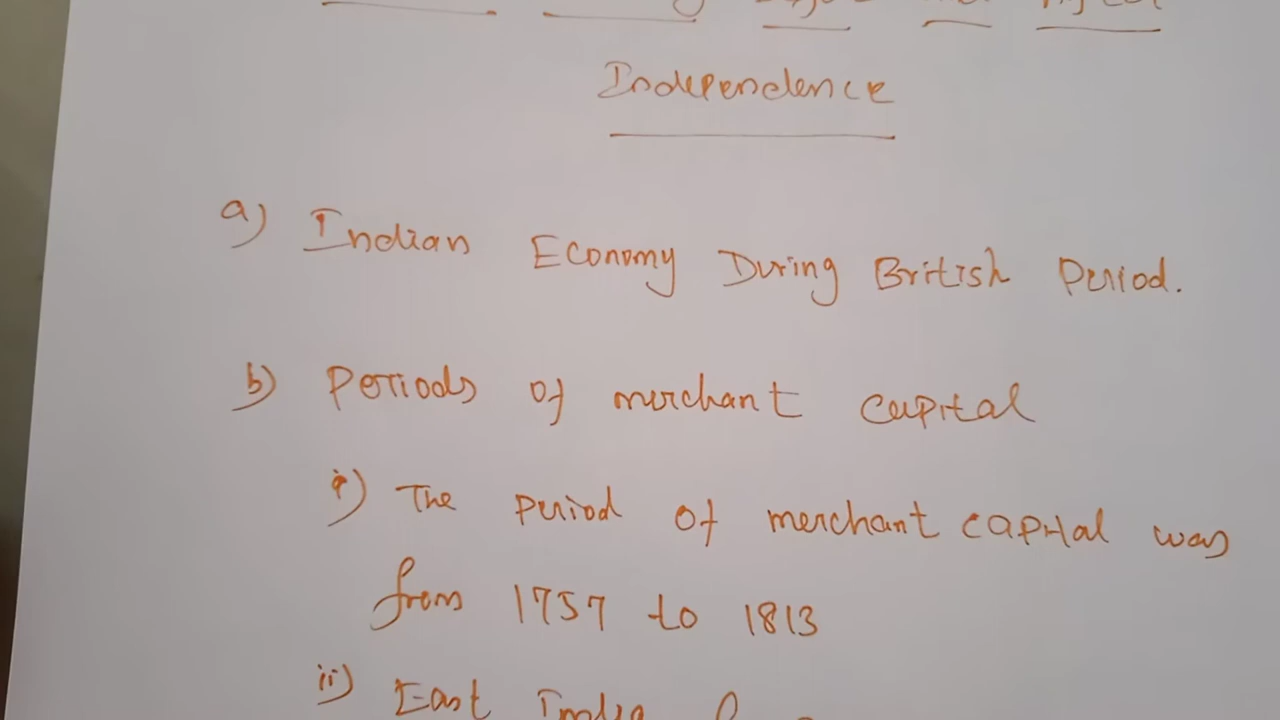 Independence
a) Indian Economy During British Period.
b) Periods of merchant capital
i) The period of merchant capital was
from 1757 to 1813
ii) East India